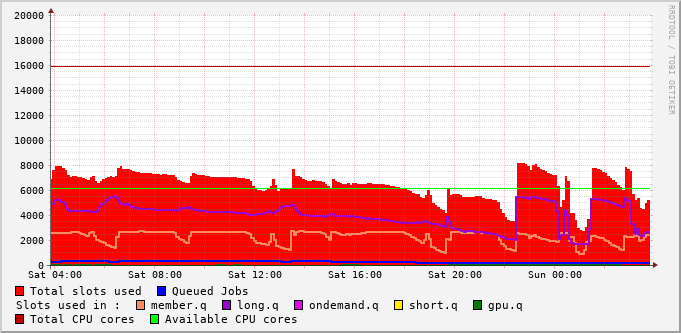 RRDTOOL / TOBI OETIKER
20000
18000
16000
14000
12000
10000
8000
6000
4000
2000
0
Sat 04:00 Sat 08:00 Sat 12:00 Sat 16:00 Sat 20:00 Sun 00:00
Total slots used Queued Jobs
Slots used in : member.q long.q ondemand.q short.q gpu.q
Total CPU cores Available CPU cores